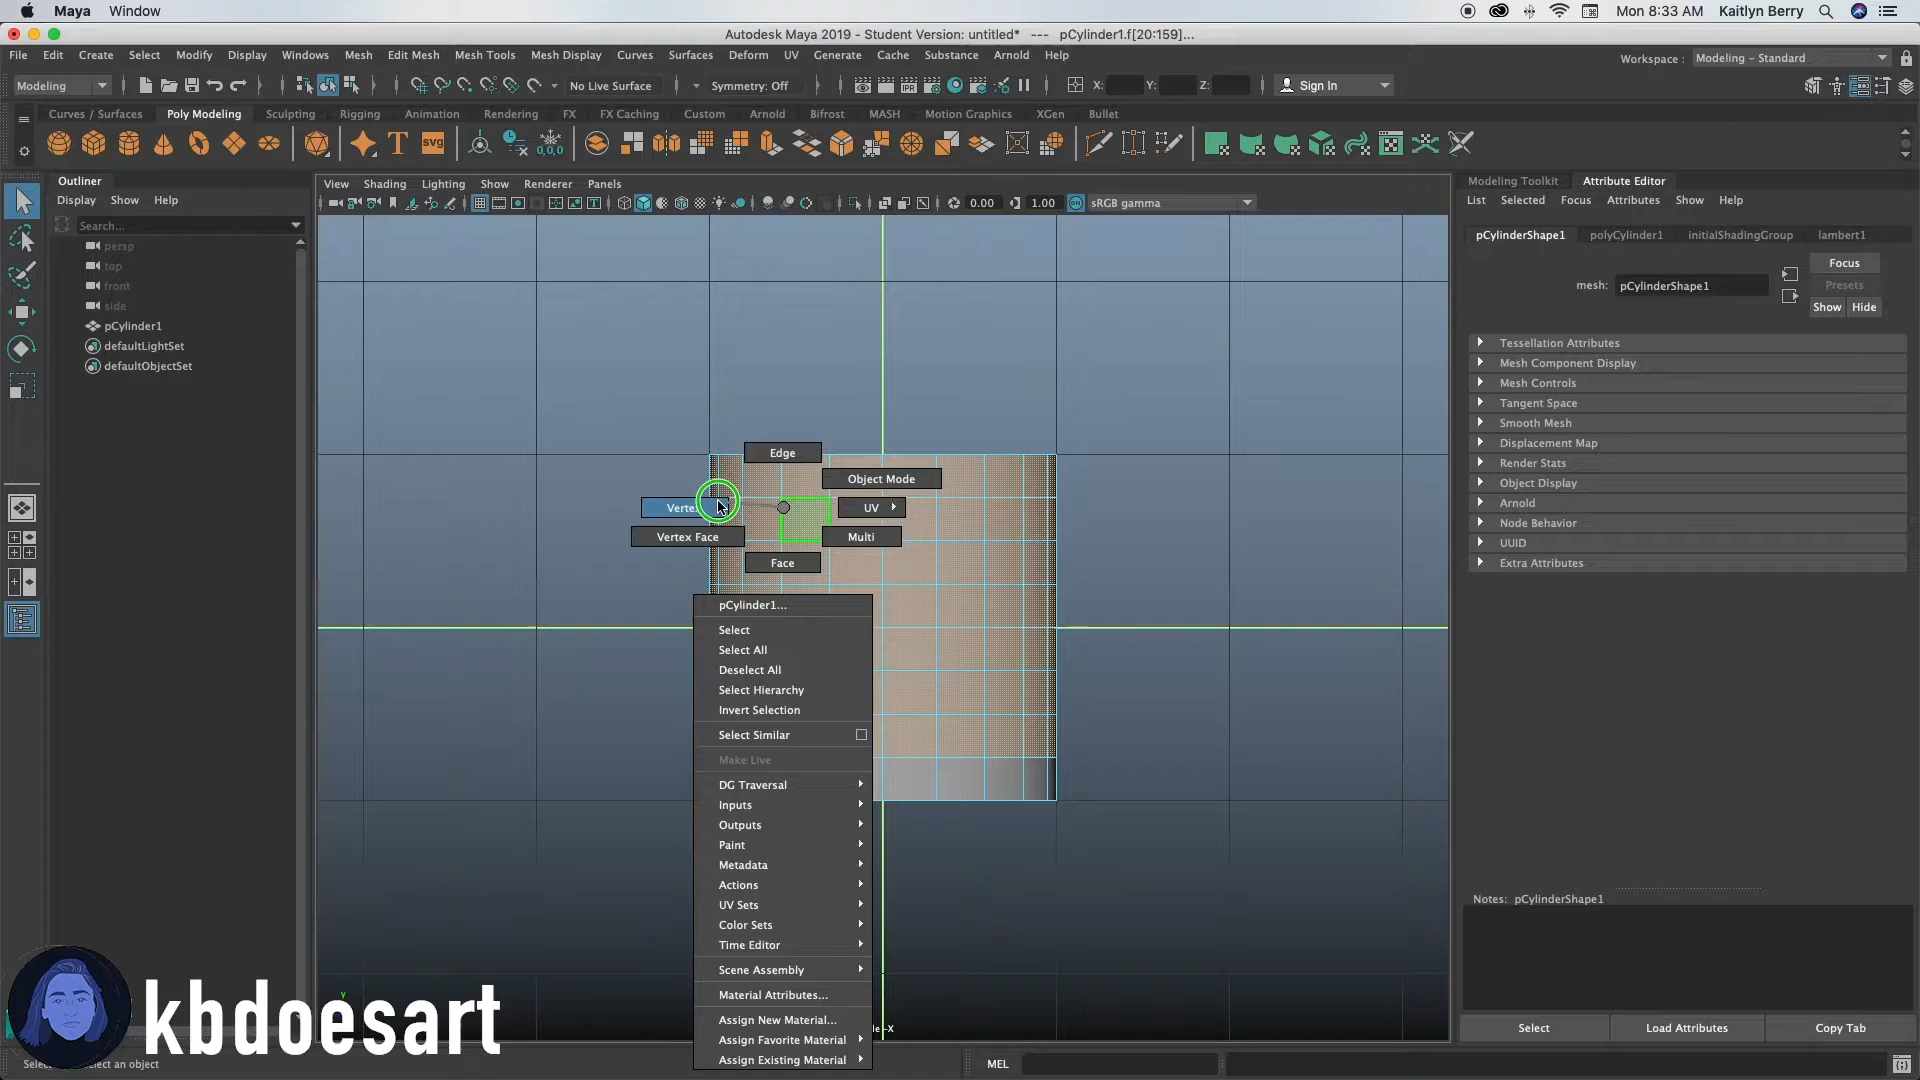 Maya Window Mon 8:33 AM Kaitlyn Berry
Autodesk Maya 2019 - Student Version: untitled* --- pCylinder1.f[20:159]...
File Edit Create Select Modify Display Windows Mesh Edit Mesh Mesh Tools Mesh Display Curves Surfaces Deform UV Generate Cache Substance Arnold Help
Workspace : Modeling - Standard
Modeling No Live Surface Symmetry: Off X: Y: Z: Sign In
Curves / Surfaces Poly Modeling Sculpting Rigging Animation Rendering FX FX Caching Custom Arnold Bifrost MASH Motion Graphics XGen Bullet
SVG
0,0,0
IPR
Outliner
Display Show Help
Search...
persp
top
front
side
pCylinder1
defaultLightSet
defaultObjectSet
View Shading Lighting Show Renderer Panels
0.00 1.00 ON sRGB gamma
Edge
Object Mode
Vertex
UV
Vertex Face
Multi
Face
pCylinder1...
Select
Select All
Deselect All
Select Hierarchy
Invert Selection
Select Similar
Make Live
DG Traversal
Inputs
Outputs
Paint
Metadata
Actions
UV Sets
Color Sets
Time Editor
Scene Assembly
Material Attributes...
Assign New Material...
Assign Favorite Material
Assign Existing Material
y
-X
Modeling Toolkit Attribute Editor
List Selected Focus Attributes Show Help
pCylinderShape1 polyCylinder1 initialShadingGroup lambert1
Focus
Presets
mesh: pCylinderShape1
Show Hide
Tessellation Attributes
Mesh Component Display
Mesh Controls
Tangent Space
Smooth Mesh
Displacement Map
Render Stats
Object Display
Arnold
Node Behavior
UUID
Extra Attributes
Notes: pCylinderShape1
Select Load Attributes Copy Tab
kbdoesart
an object
MEL